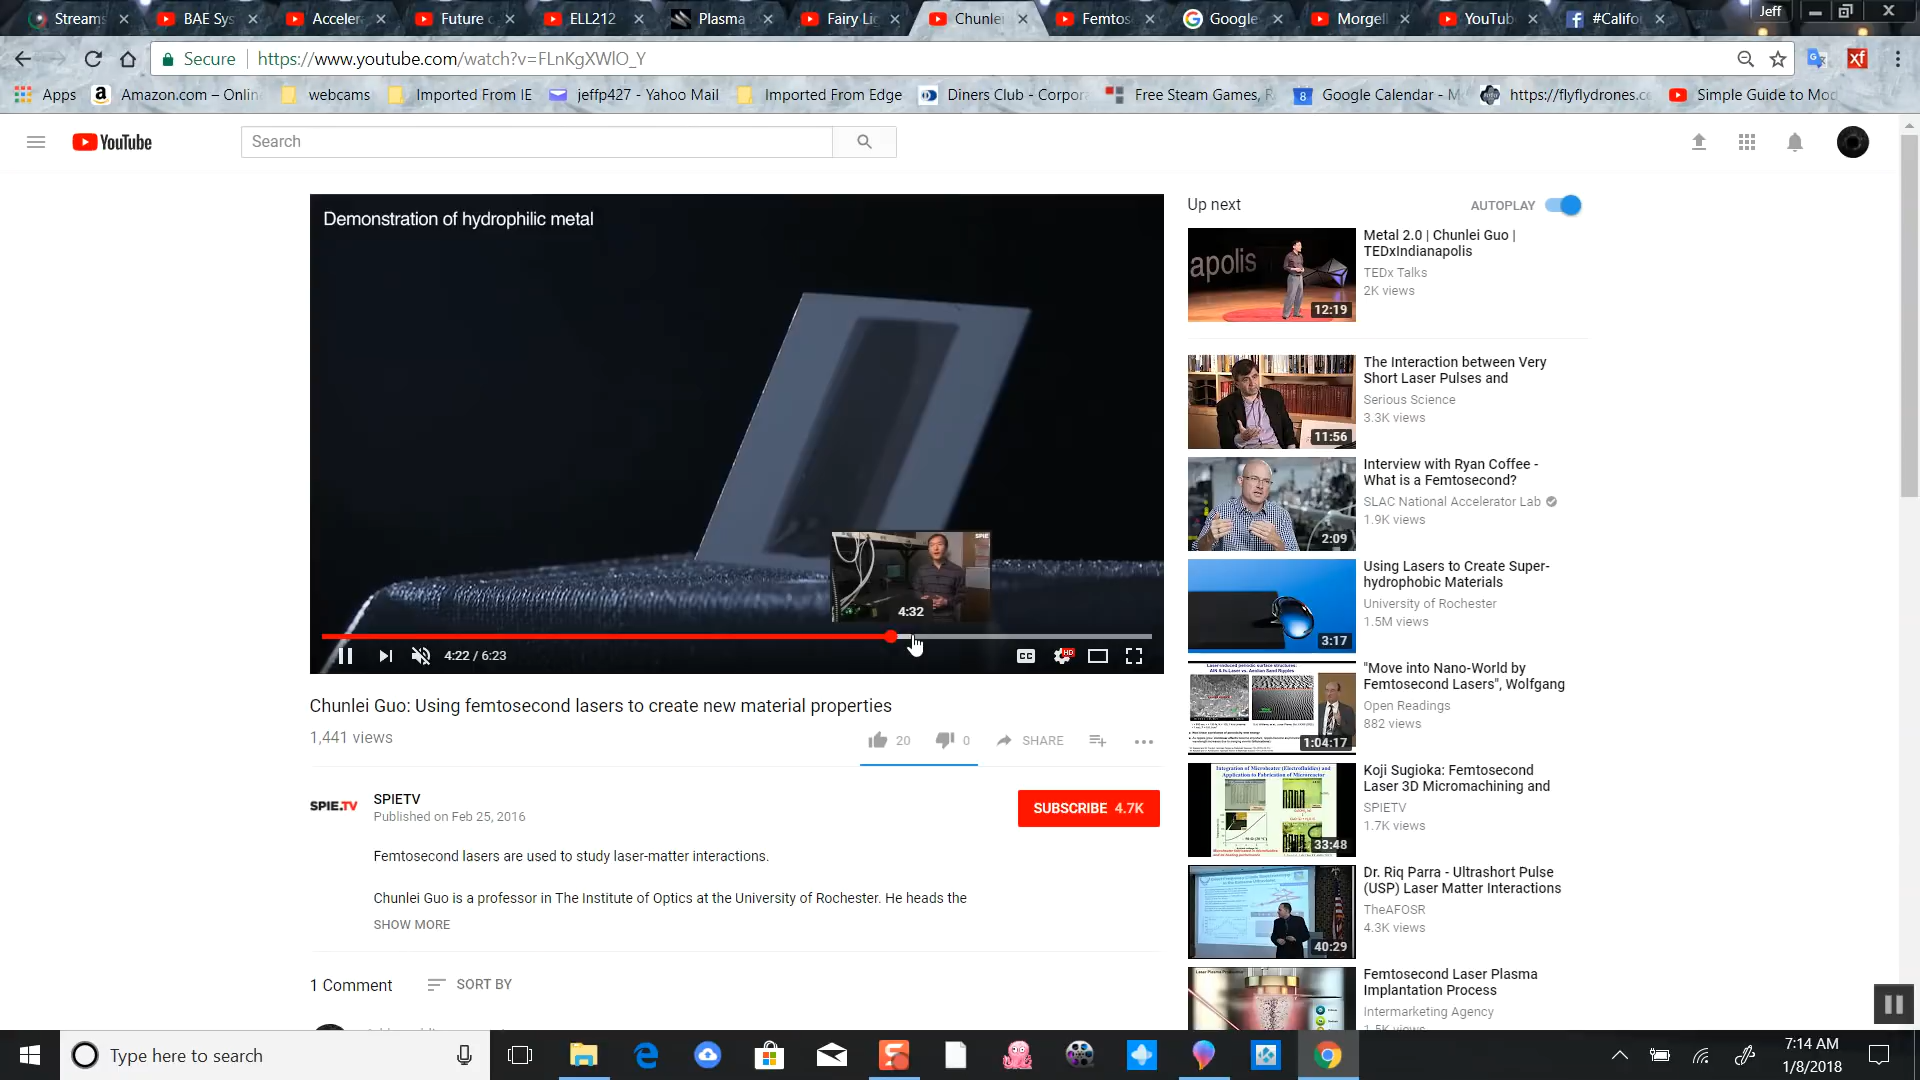 Stream
BAE Sys
Acceler
Future
ELL212
Plasma
Fairy Li
Chunlei
Femtos
Google
Morgell
YouTub
#Califo
Jeff
Secure
https://www.youtube.com/watch?v=FLnKgXWlO_Y
Apps
Amazon.com – Onlin
webcams
Imported From IE
jeffp427 - Yahoo Mail
Imported From Edge
Diners Club - Corpora
Free Steam Games, R
Google Calendar - M
https://flyflydrones.c
Simple Guide to Mod
YouTube
Search
Demonstration of hydrophilic metal
SPIE
4:32
4:22 / 6:23
CC
HD
Chunlei Guo: Using femtosecond lasers to create new material properties
1,441 views
20
0
SHARE
SPIE.TV
SPIETV
Published on Feb 25, 2016
SUBSCRIBE 4.7K
Femtosecond lasers are used to study laser-matter interactions.
Chunlei Guo is a professor in The Institute of Optics at the University of Rochester. He heads the
SHOW MORE
1 Comment
SORT BY
Up next
AUTOPLAY
apolis
12:19
Metal 2.0 | Chunlei Guo |
TEDxIndianapolis
TEDx Talks
2K views
11:56
The Interaction between Very
Short Laser Pulses and
Serious Science
3.3K views
2:09
Interview with Ryan Coffee -
What is a Femtosecond?
SLAC National Accelerator Lab
1.9K views
3:17
Using Lasers to Create Super-
hydrophobic Materials
University of Rochester
1.5M views
1:04:17
"Move into Nano-World by
Femtosecond Lasers", Wolfgang
Open Readings
882 views
33:48
Koji Sugioka: Femtosecond
Laser 3D Micromachining and
SPIETV
1.7K views
40:29
Dr. Riq Parra - Ultrashort Pulse
(USP) Laser Matter Interactions
TheAFOSR
4.3K views
Femtosecond Laser Plasma
Implantation Process
Intermarketing Agency
1.5K views
Type here to search
7:14 AM
1/8/2018